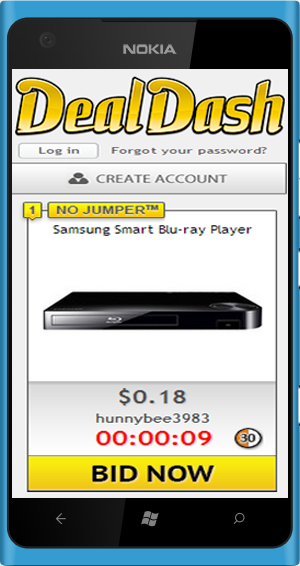 NOKIA
DealDash
Log in Forgot your password?
CREATE ACCOUNT
1 NO JUMPER™
Samsung Smart Blu-ray Player
$0.18
hunnybee3983
00:00:09 30
BID NOW